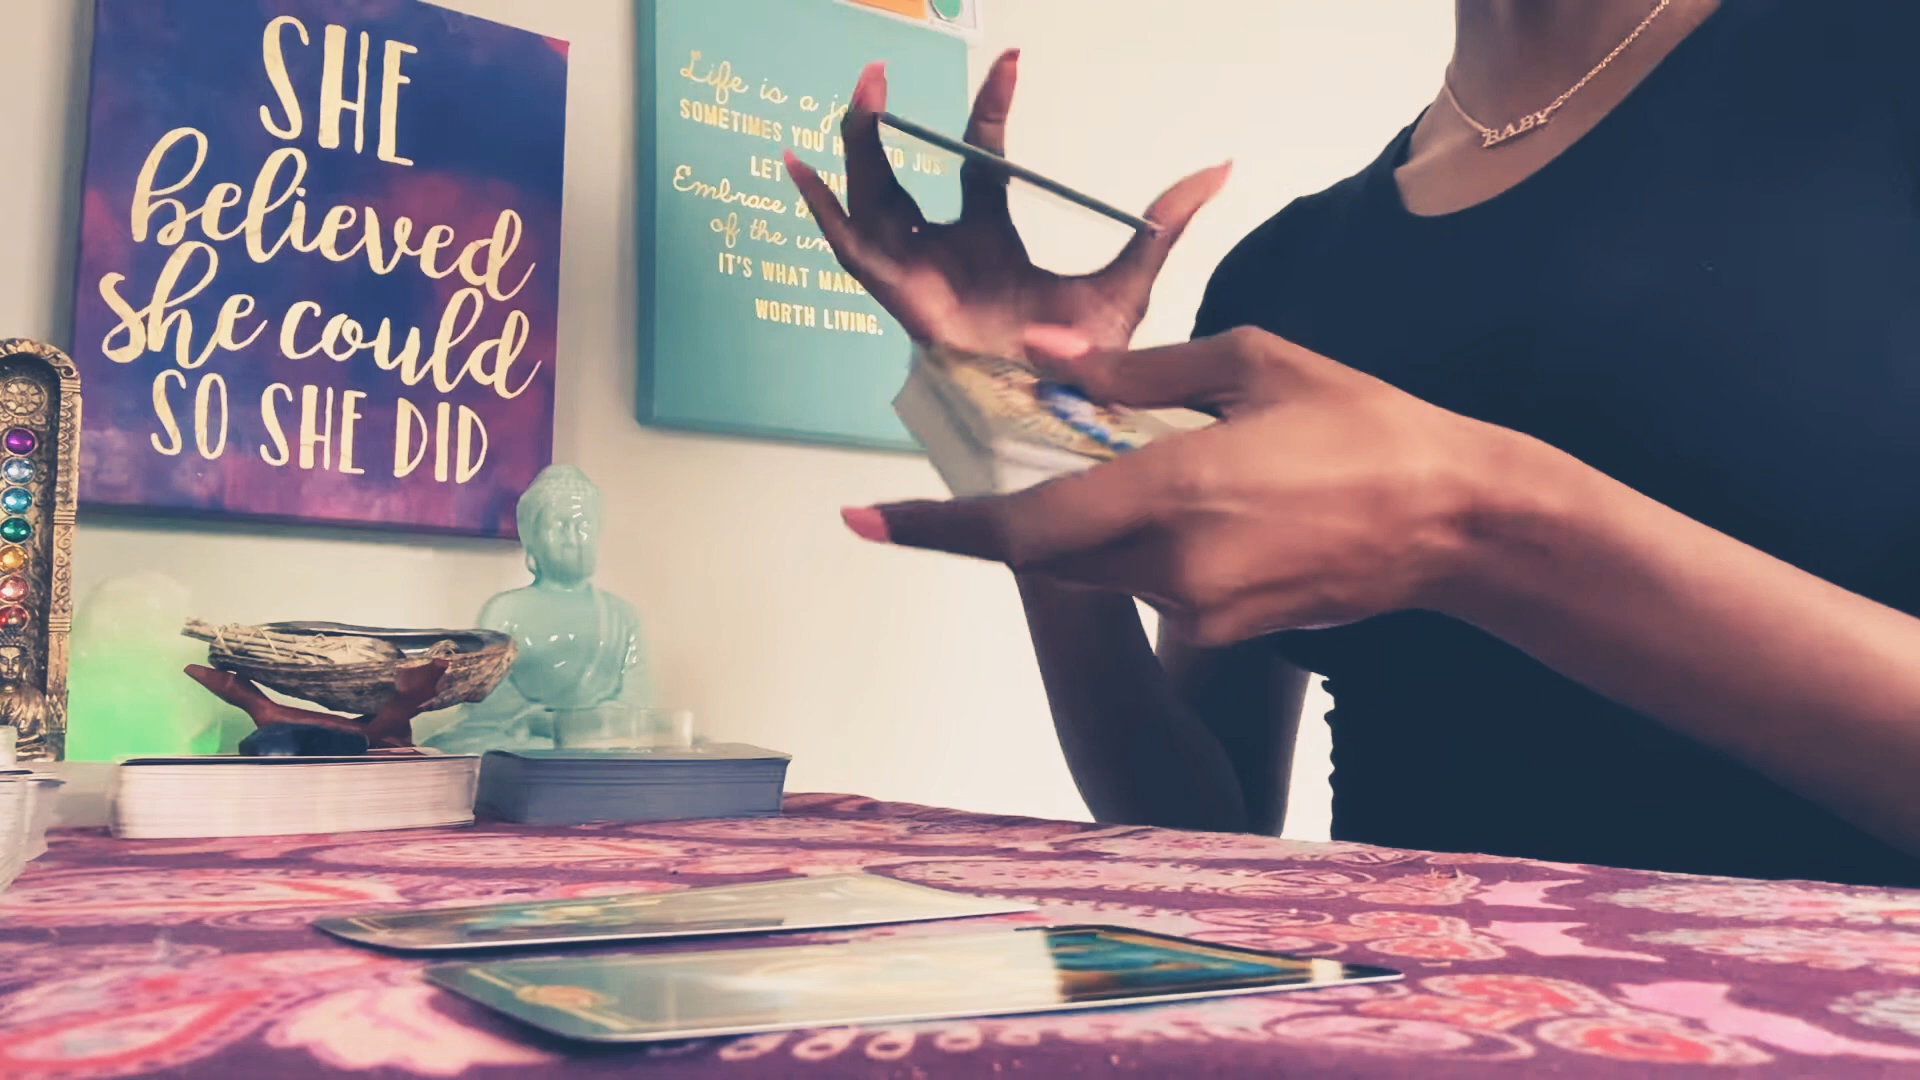 SHE
believed
she could
SO SHE DID
Life is a
SOMETIMES YOU JUS
LET
Embrace
of the
IT'S WHAT
WORTH LIVING.
BABY